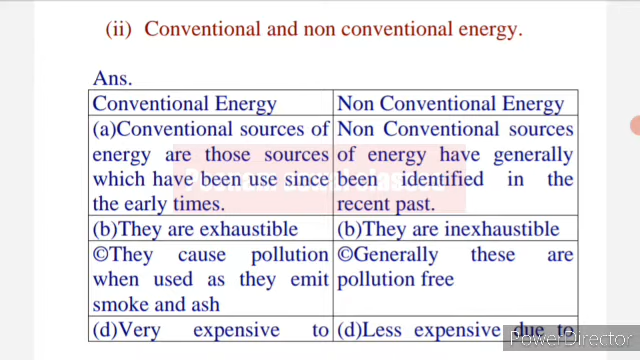 (ii) Conventional and non conventional energy.
Ans.
Conventional Energy
Non Conventional Energy
(a)Conventional sources of
energy are those sources
which have been use since
the early times.
Non Conventional sources
of energy have generally
been identified in the
recent past.
(b)They are exhaustible
(b)They are inexhaustible
©They cause pollution
when used as they emit
smoke and ash
©Generally these are
pollution free
(d)Very expensive to
(d)Less expensive due to
PowerDirector